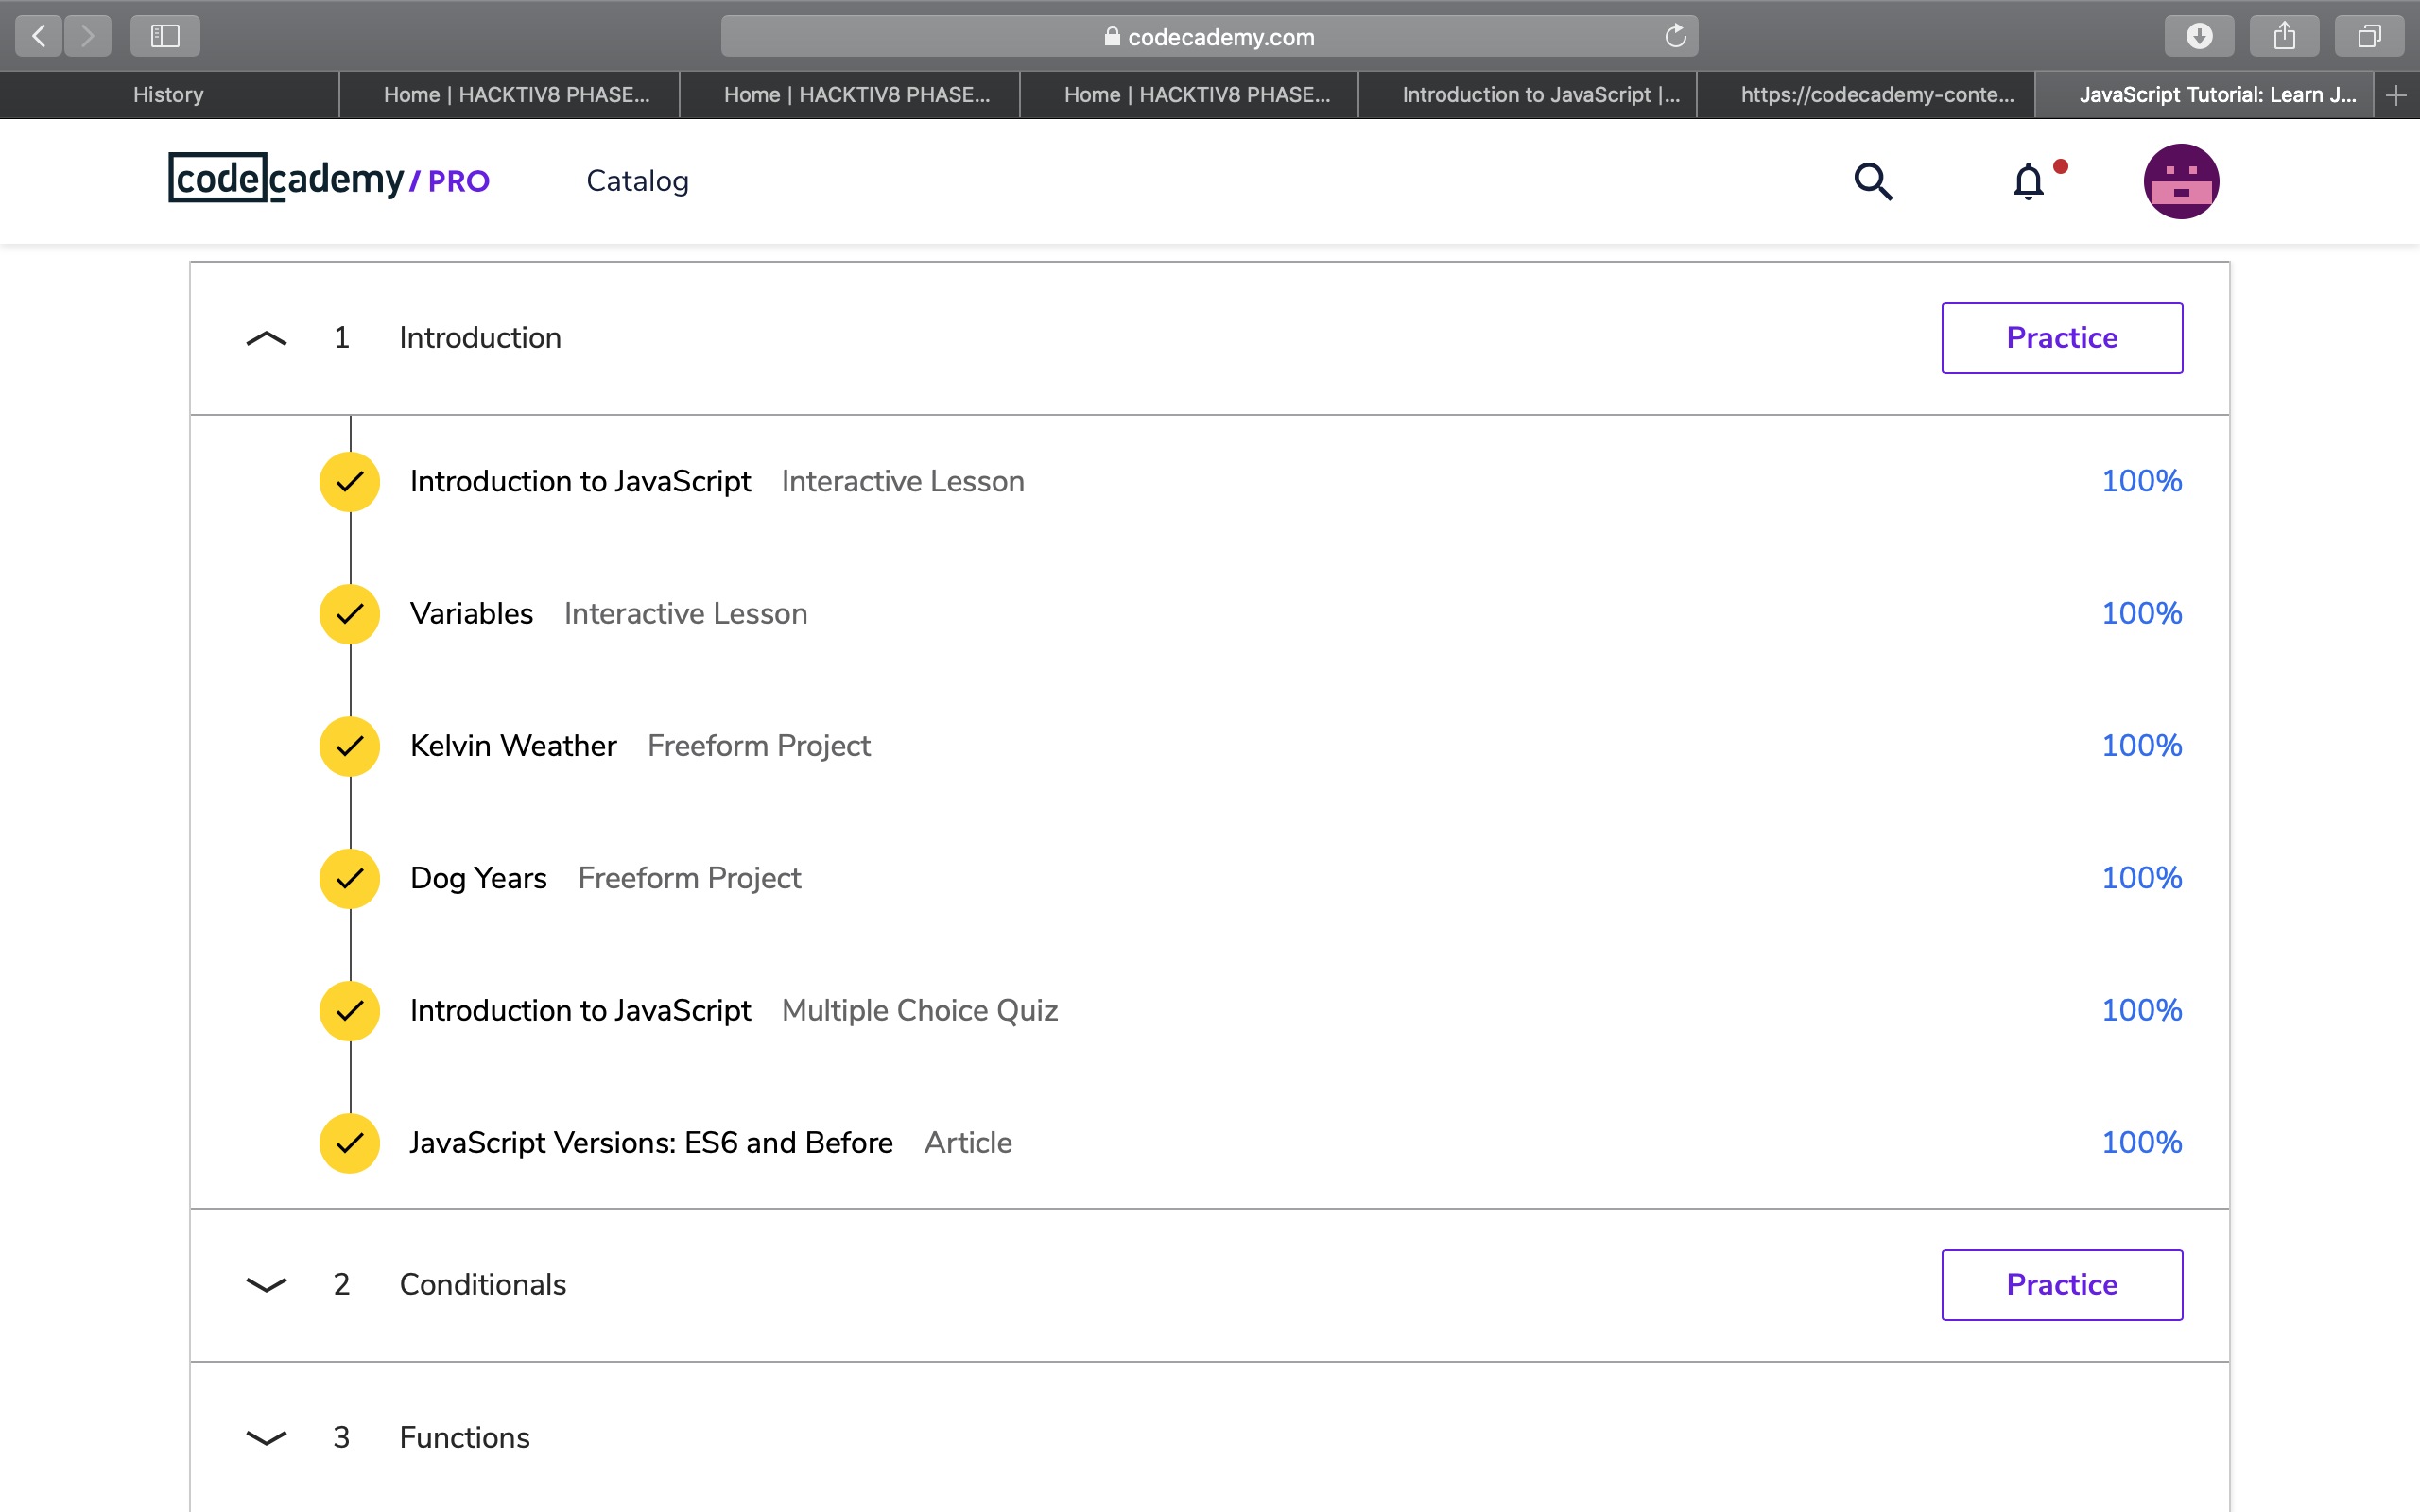 codecademy.com
History
Home | HACKTIV8 PHASE...
Home | HACKTIV8 PHASE...
Home | HACKTIV8 PHASE...
Introduction to JavaScript |...
https://codecademy-conte...
JavaScript Tutorial: Learn J...
codecademy / PRO
Catalog
1 Introduction Practice
Introduction to JavaScript Interactive Lesson 100%
Variables Interactive Lesson 100%
Kelvin Weather Freeform Project 100%
Dog Years Freeform Project 100%
Introduction to JavaScript Multiple Choice Quiz 100%
JavaScript Versions: ES6 and Before Article 100%
2 Conditionals Practice
3 Functions